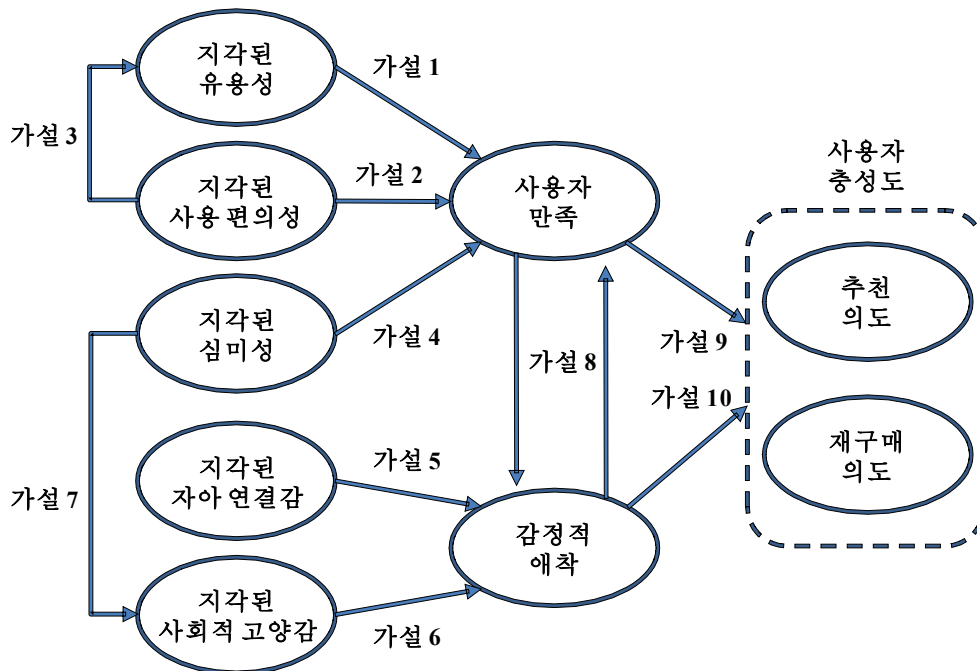 지각된
유용성
가설 1
가설 3
지각된
사용 편의성
가설 2
사용자
만족
사용자
충성도
지각된
심미성
가설 4
추천
의도
가설 9
가설 8
가설 10
지각된
자아 연결감
가설 5
재구매
의도
가설 7
감정적
애착
지각된
사회적 고양감
가설 6